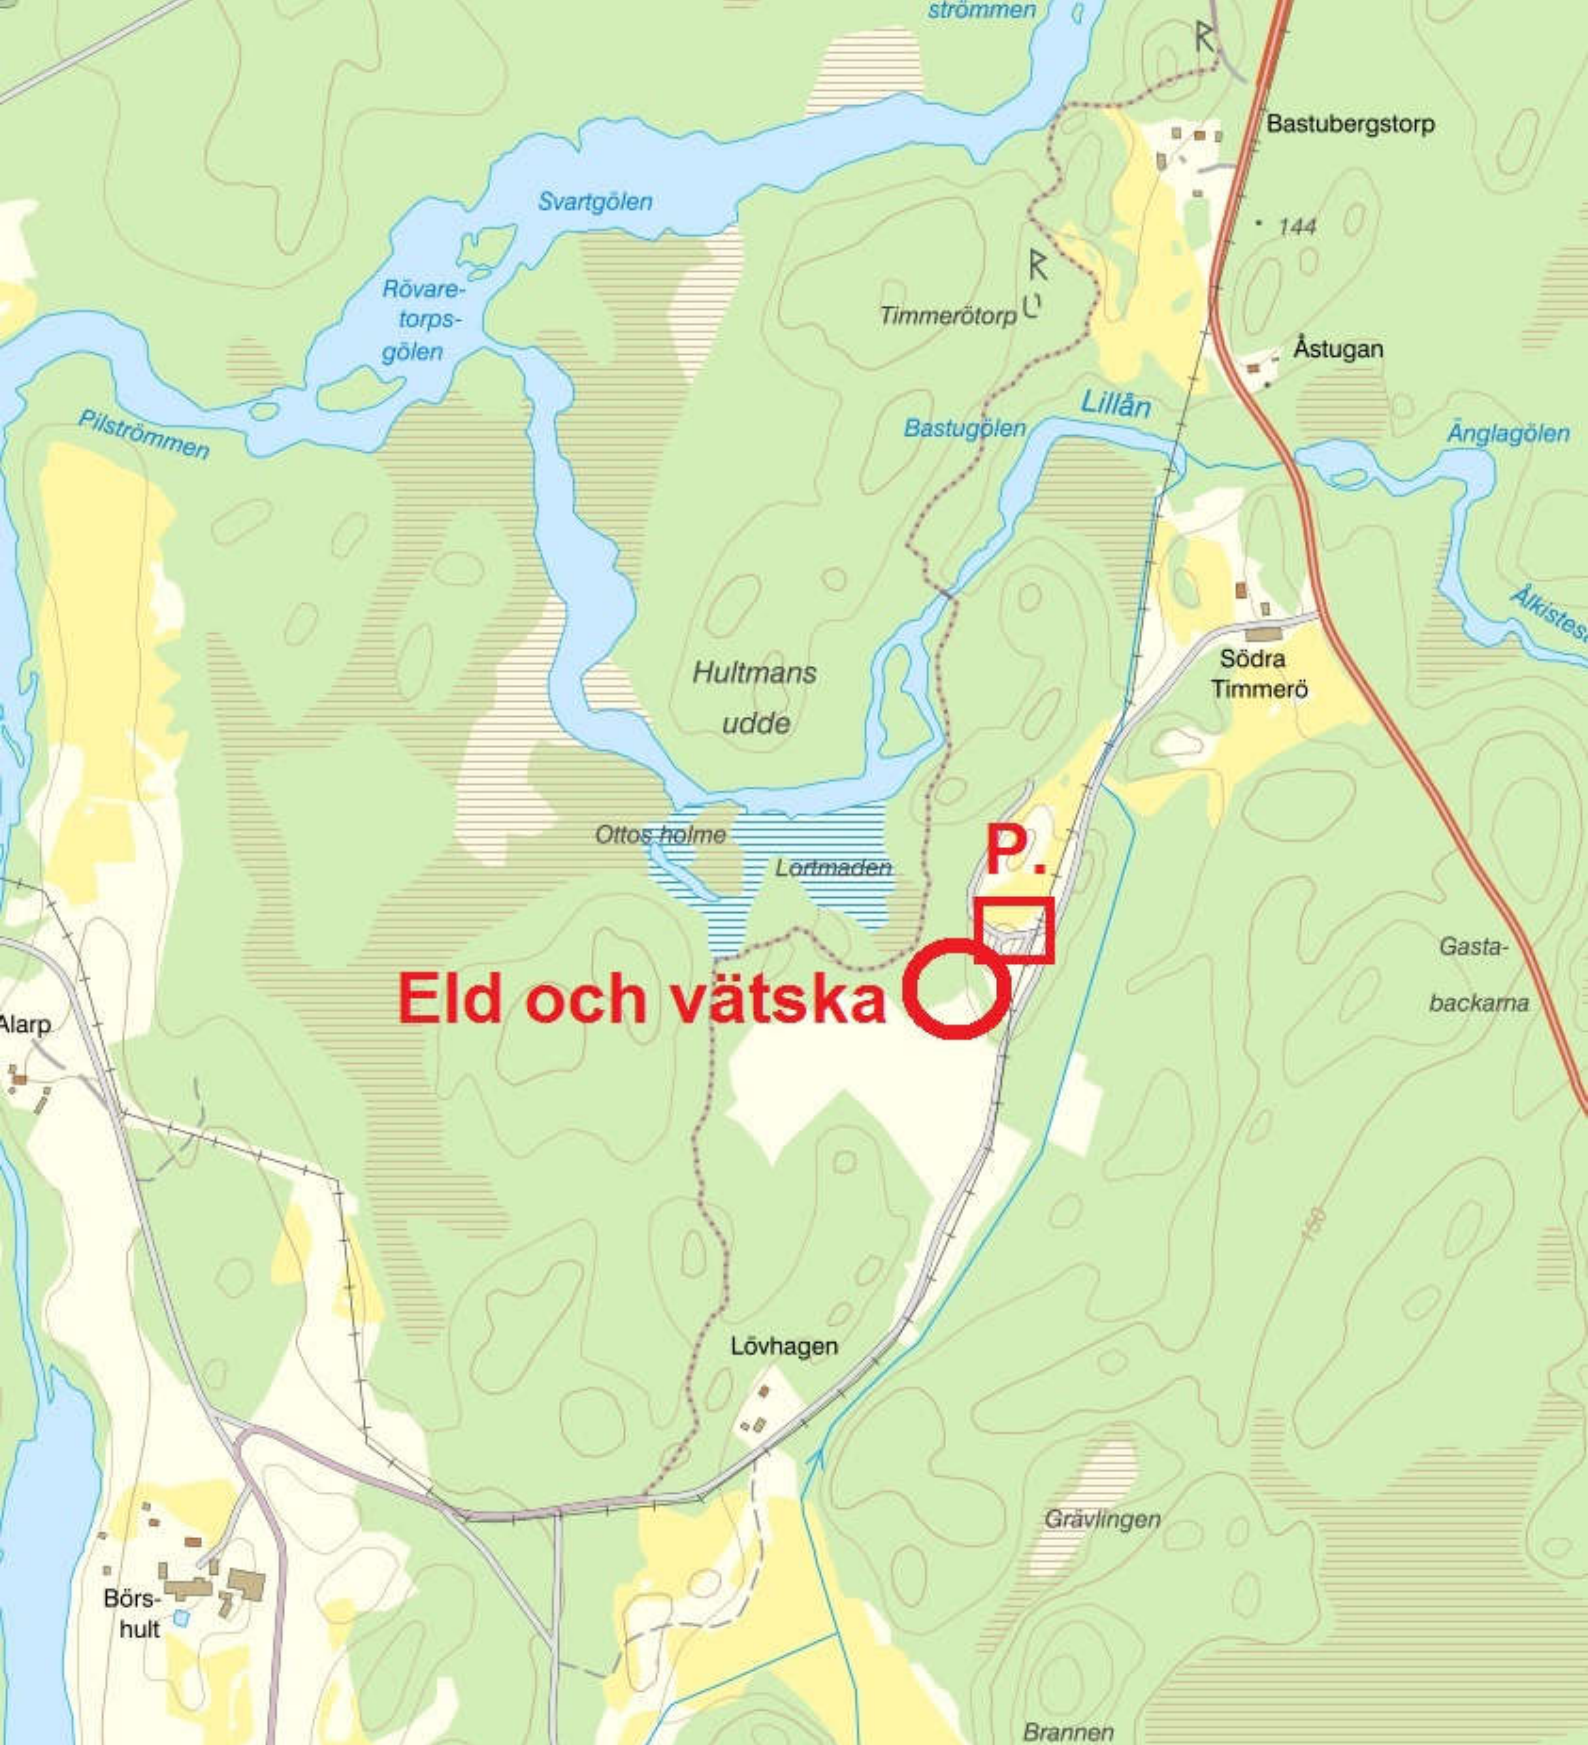 strömmen
Bastubergstorp
Svartgölen
144
Rövare-
torps-
gölen
Timmerötorp
Åstugan
Lillån
Pilströmmen
Bastugölen
Änglagölen
Södra
Timmerö
Hultmans
udde
P.
Ottos holme
Lortmaden
Eld och vätska
Gasta-
backarna
Alarp
150
Lövhagen
Grävlingen
Börs-
hult
Brannen